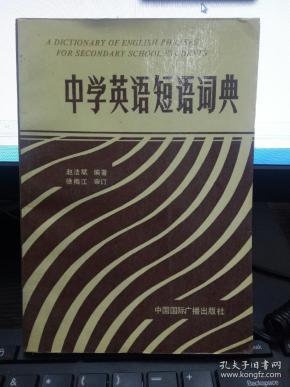 A DICTIONARY OF ENGLISH PHRASES
FOR SECONDARY SCHOOL STUDENTS
中学英语短语词典
赵法斌 编著
徐梅江 审订
中国国际广播出版社
孔夫子旧书网